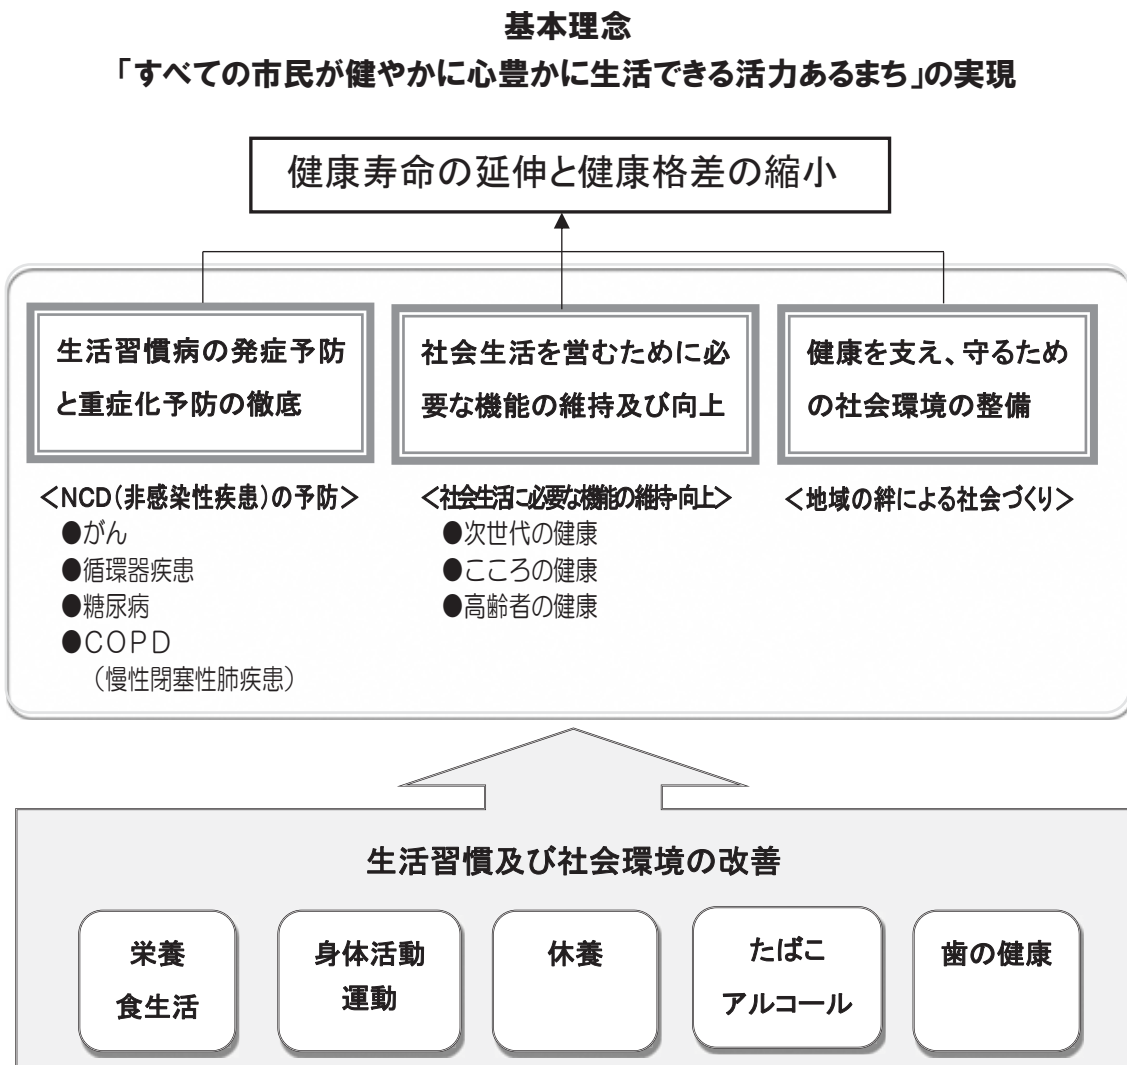 基本理念
「すべての市民が健やかに心豊かに生活できる活力あるまち」の実現
健康寿命の延伸と健康格差の縮小
生活習慣病の発症予防
と重症化予防の徹底
社会生活を営むために必
要な機能の維持及び向上
健康を支え、守るため
の社会環境の整備
＜NCD（非感染性疾患）の予防＞
●がん
●循環器疾患
●糖尿病
●COPD
（慢性閉塞性肺疾患）
＜社会生活に必要な機能の維持・向上＞
●次世代の健康
●こころの健康
●高齢者の健康
＜地域の絆による社会づくり＞
生活習慣及び社会環境の改善
栄養
食生活
身体活動
運動
休養
たばこ
アルコール
歯の健康